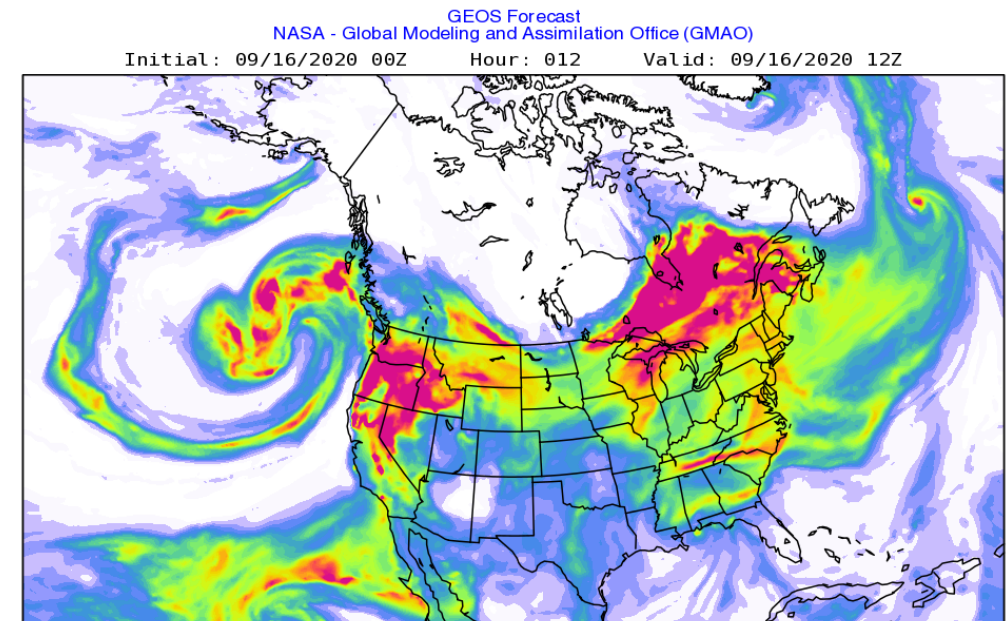 GEOS Forecast
NASA - Global Modeling and Assimilation Office (GMAO)
Initial: 09/16/2020 00Z Hour: 012 Valid: 09/16/2020 12Z